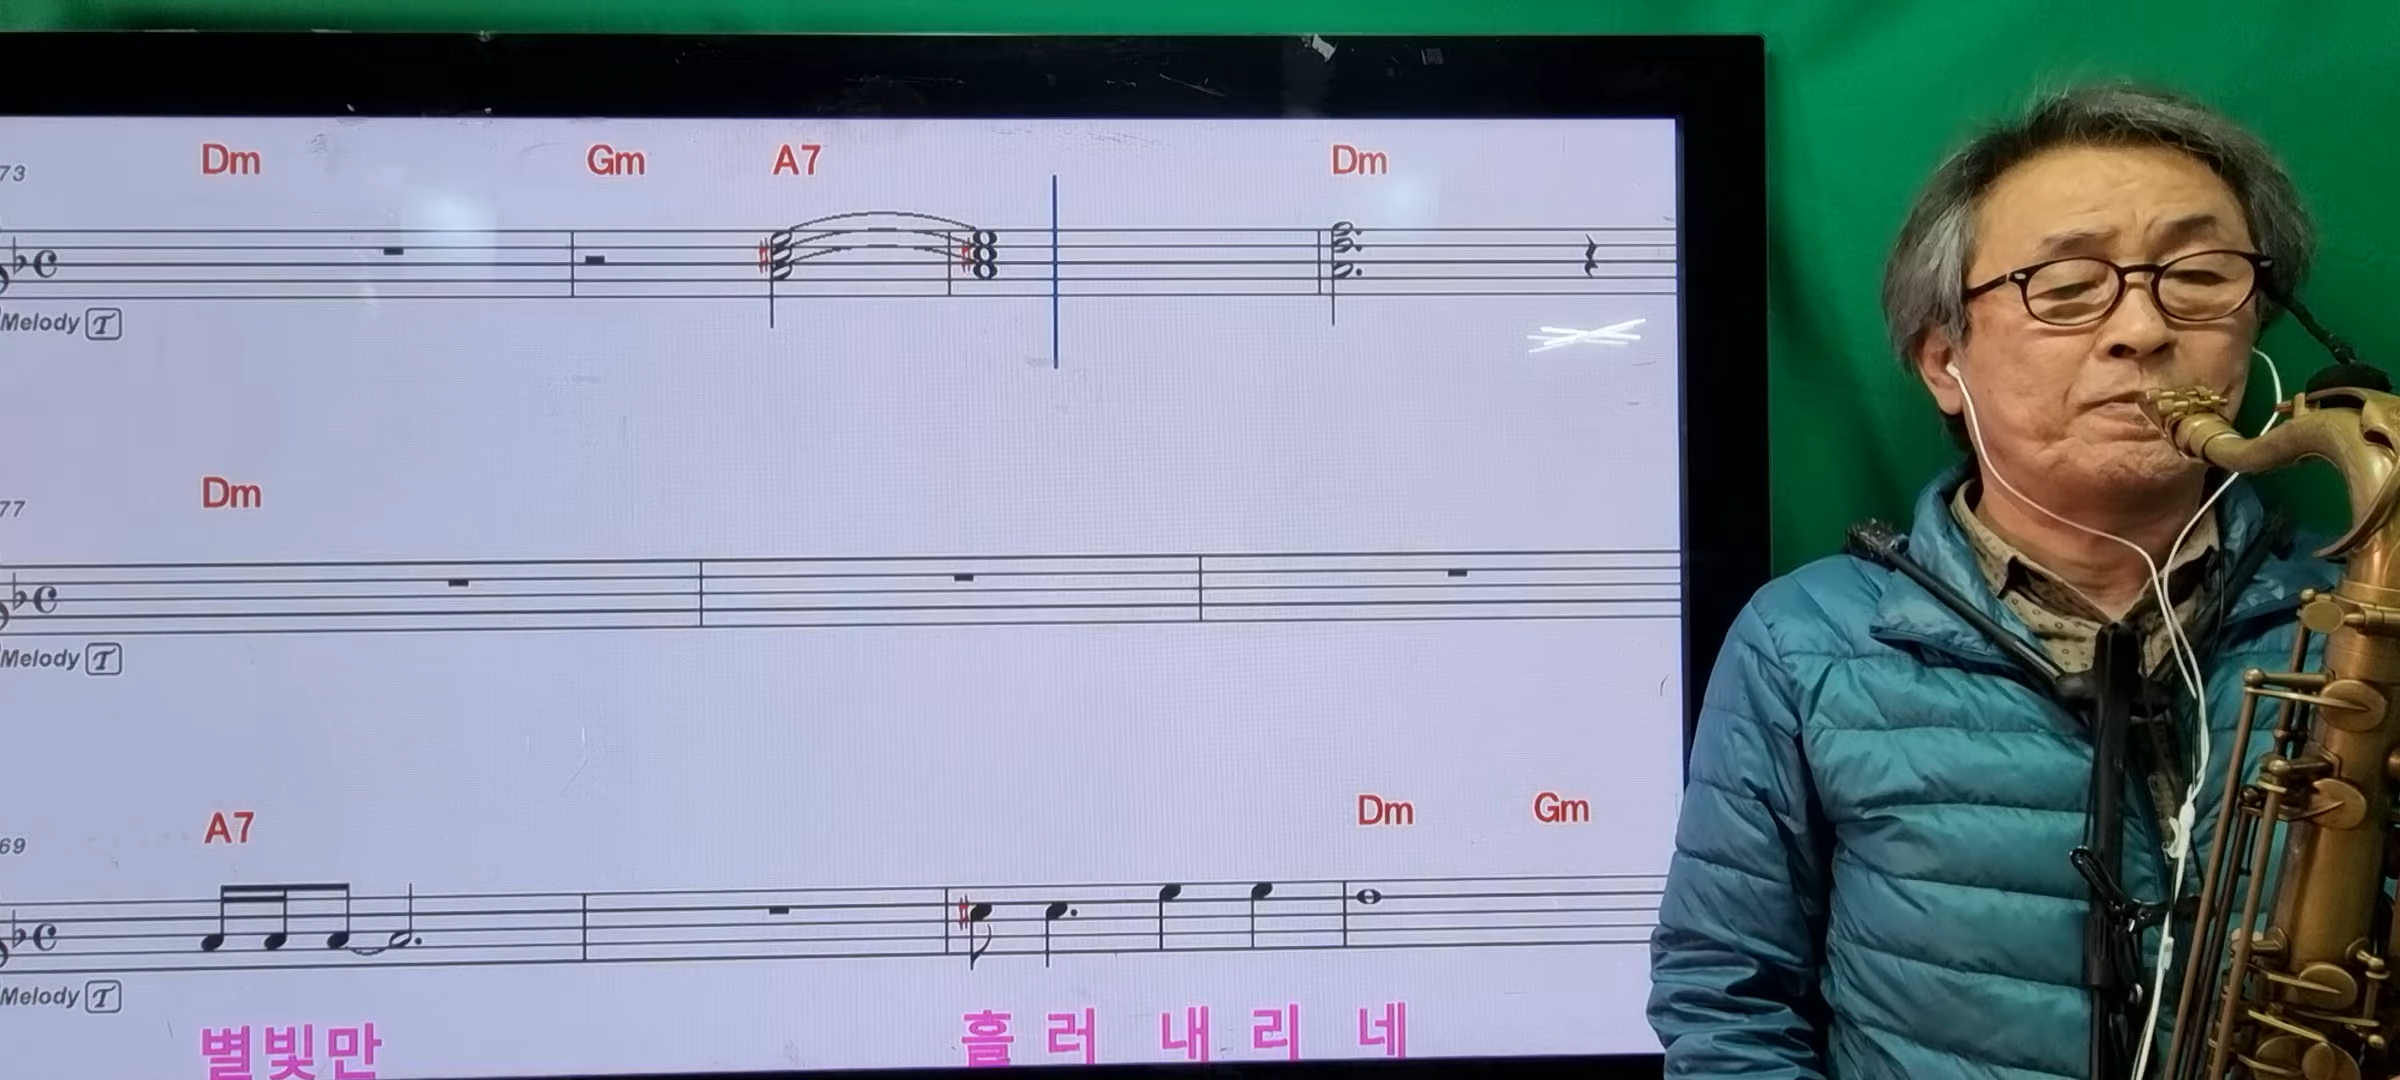 73 Dm Gm A7 Dm
Melody T
77 Dm
Melody T
69 A7 Dm Gm
Melody T
별빛만 흘 러 내 리 네